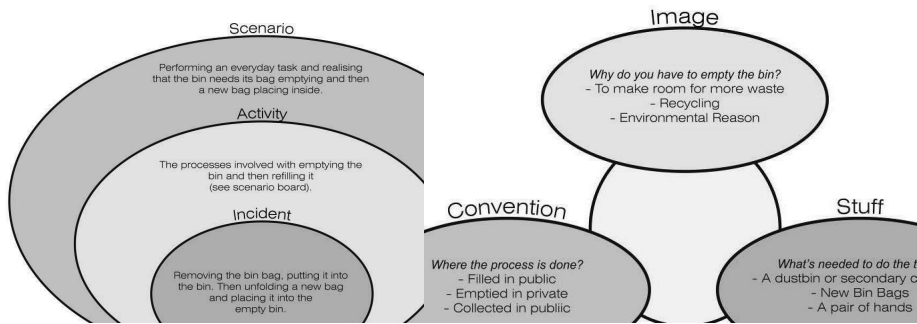 Scenario
Performing an everyday task and realising
that the bin needs its bag emptying and then
a new bag placing inside.
Activity
The processes involved with emptying the
bin and then refilling it
(see scenario board).
Incident
Removing the bin bag, putting it into
the bin. Then unfolding a new bag
and placing it into the
empty bin.
Image
Why do you have to empty the bin?
- To make room for more waste
- Recycling
- Environmental Reason
Convention
Where the process is done?
- Filled in public
- Emptied in private
- Collected in publiic
Stuff
What's needed to do the t
- A dustbin or secondary c
- New Bin Bags
- A pair of hands